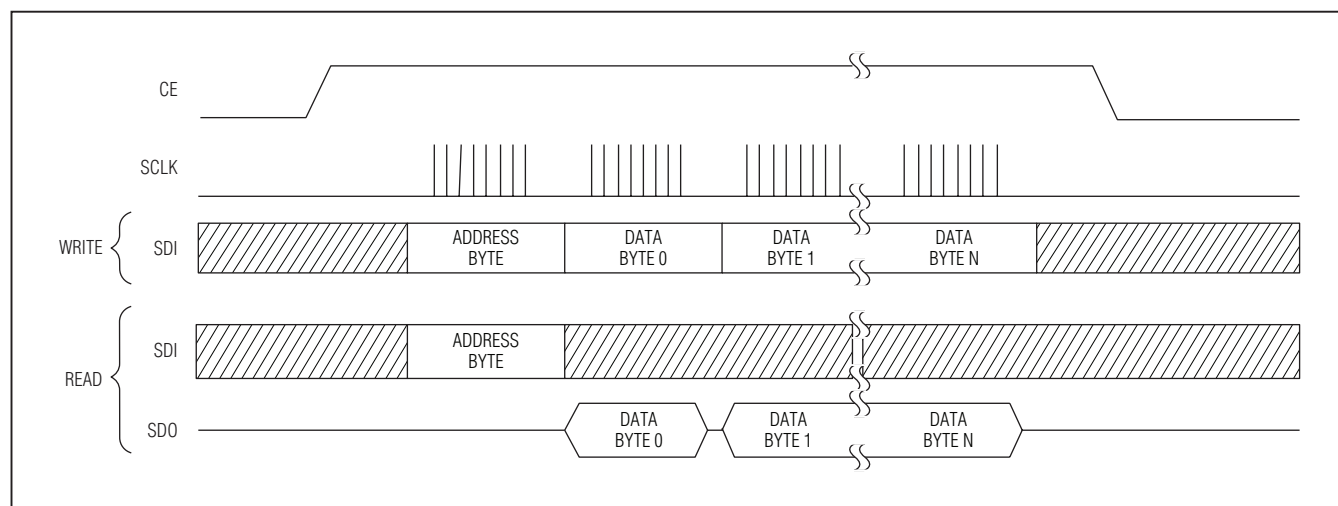 CE
SCLK
WRITE
SDI
ADDRESS
BYTE
DATA
BYTE 0
DATA
BYTE 1
DATA
BYTE N
READ
SDI
ADDRESS
BYTE
SDO
DATA
BYTE 0
DATA
BYTE 1
DATA
BYTE N